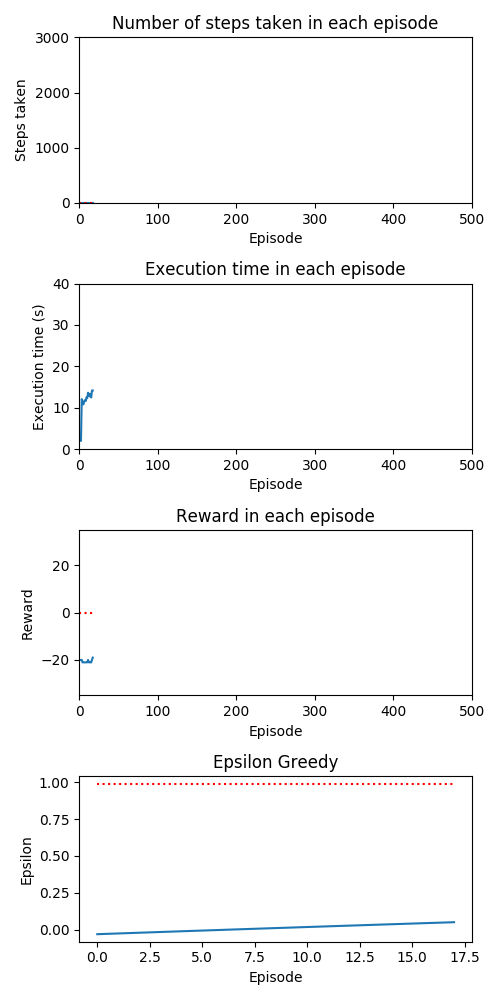 Number of steps taken in each episode
3000
2000
1000
0
Steps taken
0 100 200 300 400 500
Episode
Execution time in each episode
40
30
20
10
0
Execution time (s)
0 100 200 300 400 500
Episode
Reward in each episode
20
0
−20
Reward
0 100 200 300 400 500
Episode
Epsilon Greedy
1.00
0.75
0.50
0.25
0.00
Epsilon
0.0 2.5 5.0 7.5 10.0 12.5 15.0 17.5
Episode